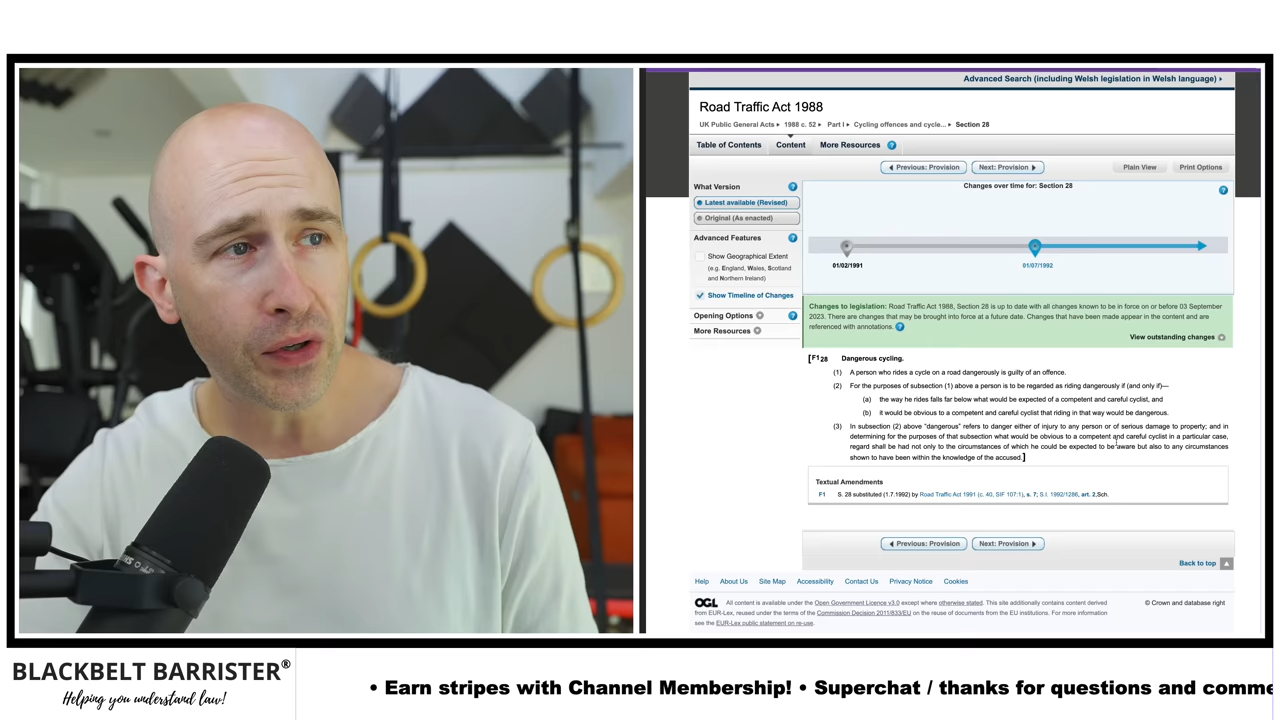 Advanced Search (including Welsh legislation in Welsh language) ▸
Road Traffic Act 1988
UK Public General Acts ▸ 1988 c. 52 ▸ Part I ▸ Cycling offences and cycle... ▸ Section 28
Table of Contents Content More Resources ?
Previous: Provision Next: Provision Plain View Print Options
What Version ?
Latest available (Revised)
Original (As enacted)
Advanced Features ?
Show Geographical Extent
(e.g. England, Wales, Scotland
and Northern Ireland)
Show Timeline of Changes
Opening Options ?
More Resources
Changes over time for: Section 28 ?
01/02/1991 01/07/1992
Changes to legislation: Road Traffic Act 1988, Section 28 is up to date with all changes known to be in force on or before 03 September
2023. There are changes that may be brought into force at a future date. Changes that have been made appear in the content and are
referenced with annotations. ?
View outstanding changes
[F128 Dangerous cycling.
(1) A person who rides a cycle on a road dangerously is guilty of an offence.
(2) For the purposes of subsection (1) above a person is to be regarded as riding dangerously if (and only if)—
(a) the way he rides falls far below what would be expected of a competent and careful cyclist, and
(b) it would be obvious to a competent and careful cyclist that riding in that way would be dangerous.
(3) In subsection (2) above "dangerous" refers to danger either of injury to any person or of serious damage to property; and in
determining for the purposes of that subsection what would be obvious to a competent and careful cyclist in a particular case,
regard shall be had not only to the circumstances of which he could be expected to be aware but also to any circumstances
shown to have been within the knowledge of the accused.]
Textual Amendments
F1 S. 28 substituted (1.7.1992) by Road Traffic Act 1991 (c. 40, SIF 107:1), s. 7; S.I. 1992/1286, art. 2,Sch.
Previous: Provision Next: Provision
Back to top
Help About Us Site Map Accessibility Contact Us Privacy Notice Cookies
OGL All content is available under the Open Government Licence v3.0 except where otherwise stated. This site additionally contains content derived
from EUR-Lex, reused under the terms of the Commission Decision 2011/833/EU on the reuse of documents from the EU institutions. For more information
see the EUR-Lex public statement on re-use.
© Crown and database right
BLACKBELT BARRISTER®
Helping you understand law!
• Earn stripes with Channel Membership! • Superchat / thanks for questions and comme